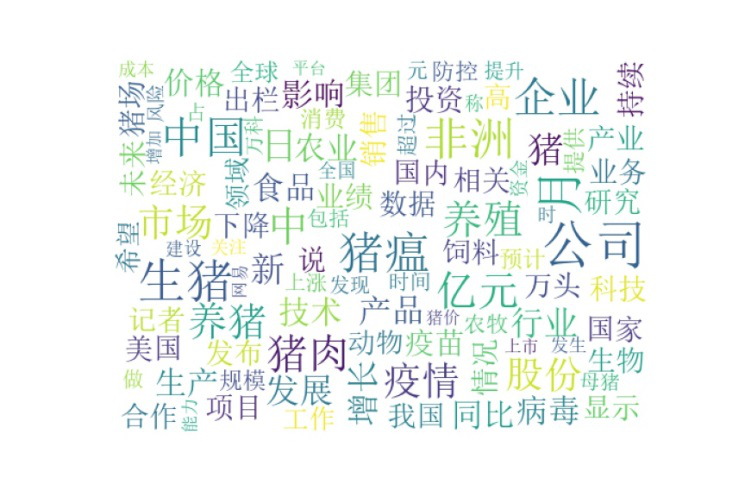 成本
价格
全球
平台
元
防控
提升
猪场
风险
占
出栏
影响
集团
投资
称
高
企业
持续
未来
增加
中国
万科
日
消费
农业
销售
超过
非洲
猪
提供
产业
经济
领域
食品
全国
业绩
国内
相关
资金
月
业务
研究
希望
市场
下降
中
包括
数据
养殖
时
公司
建设
关注
新
说
猪瘟
饲料
预计
生猪
网易
上涨
发现
时间
亿元
万头
科技
记者
养猪
技术
产品
猪价
农牧
行业
国家
美国
发布
猪肉
动物
疫苗
情况
上市
发生
生物
做
生产
规模
发展
增长
疫情
股份
母猪
合作
能力
项目
工作
我国
同比
病毒
显示